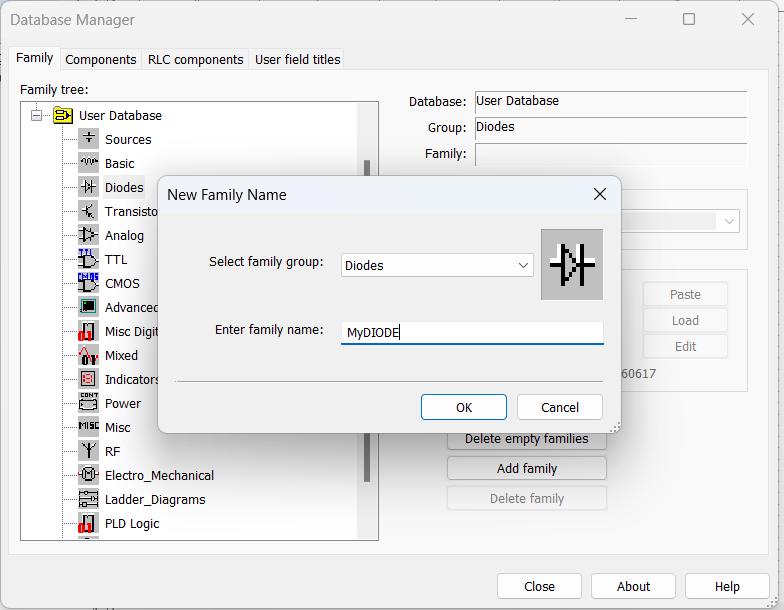 Database Manager
Family
Components
RLC components
User field titles
Family tree:
User Database
Sources
Basic
Diodes
Transisto
Analog
TTL
CMOS
Advanced
Misc Digit
Mixed
Indicators
Power
Misc
RF
Electro_Mechanical
Ladder_Diagrams
PLD Logic
Database: User Database
Group: Diodes
Family:
New Family Name
Select family group: Diodes
Enter family name: MyDIODE
OK
Cancel
Paste
Load
Edit
60617
Delete empty families
Add family
Delete family
Close
About
Help